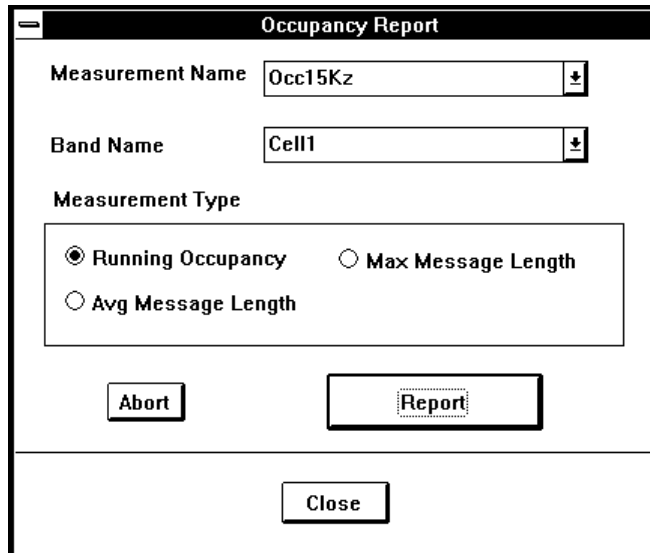 Occupancy Report
Measurement Name Occ15Kz
Band Name Cell1
Measurement Type
Running Occupancy Max Message Length
Avg Message Length
Abort Report
Close